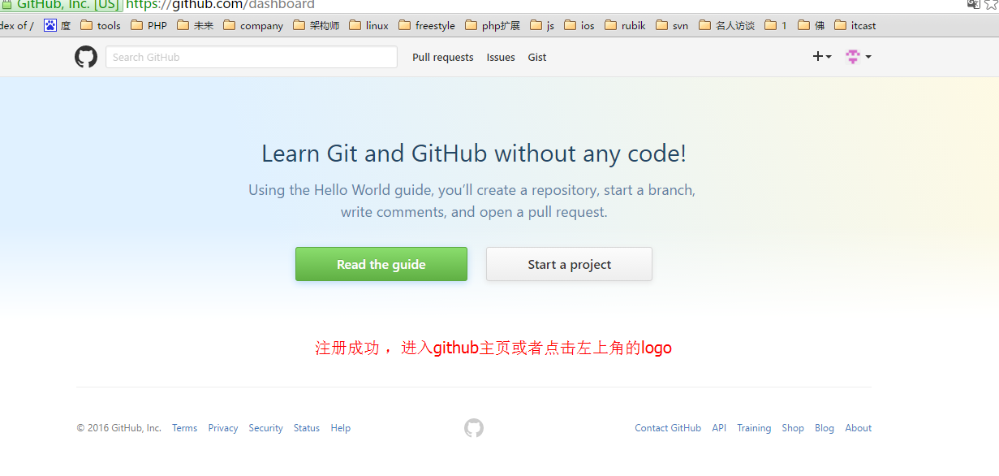 GitHub, Inc. [US] https://github.com/dashboard
dex of / 度 tools PHP 未来 company 架构师 linux freestyle php扩展 js ios rubik svn 名人访谈 1 佛 itcast
Search GitHub Pull requests Issues Gist
Learn Git and GitHub without any code!
Using the Hello World guide, you’ll create a repository, start a branch,
write comments, and open a pull request.
Read the guide Start a project
注册成功 ，进入github主页或者点击左上角的logo
© 2016 GitHub, Inc. Terms Privacy Security Status Help Contact GitHub API Training Shop Blog About